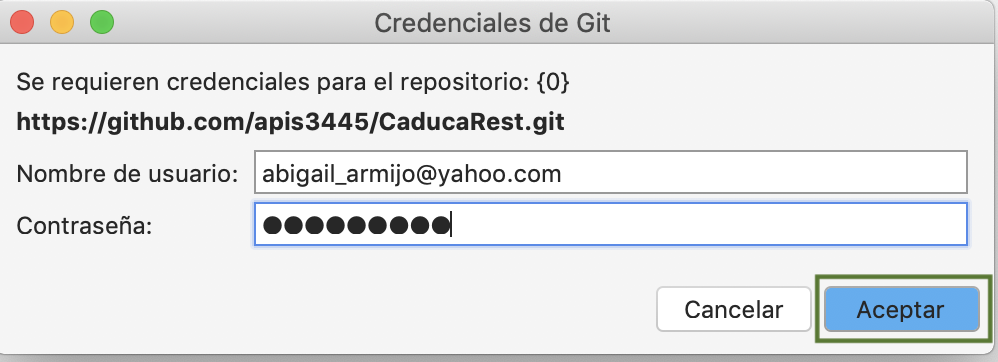 Credenciales de Git
Se requieren credenciales para el repositorio: {0}
https://github.com/apis3445/CaducaRest.git
Nombre de usuario: abigail_armijo@yahoo.com
Contraseña: ●●●●●●●●●
Cancelar Aceptar